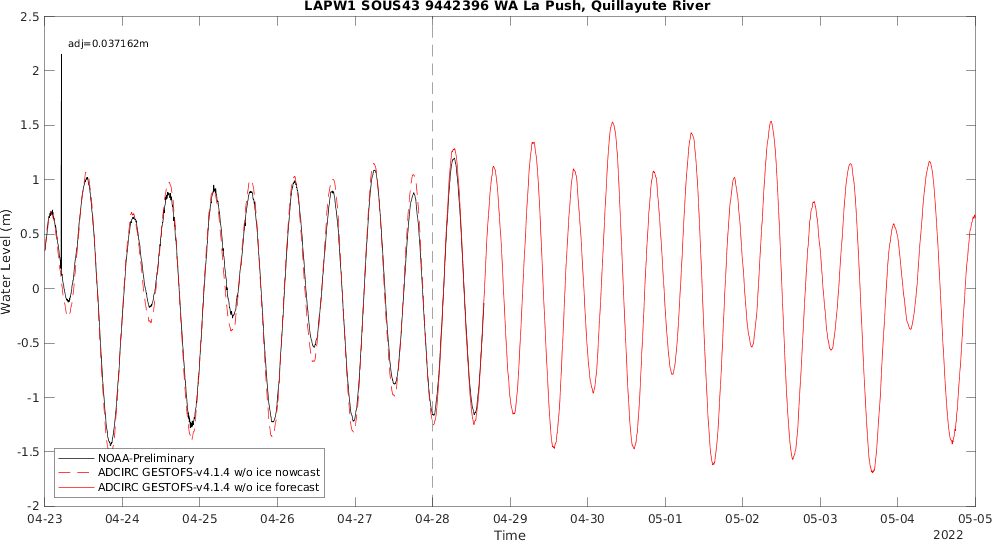 LAPW1 SOUS43 9442396 WA La Push, Quillayute River
adj=0.037162m
2.5
2
1.5
1
0.5
0
-0.5
-1
-1.5
-2
Water Level (m)
NOAA-Preliminary
ADCIRC GESTOFS-v4.1.4 w/o ice nowcast
ADCIRC GESTOFS-v4.1.4 w/o ice forecast
04-23 04-24 04-25 04-26 04-27 04-28 04-29 04-30 05-01 05-02 05-03 05-04 05-05
Time
2022